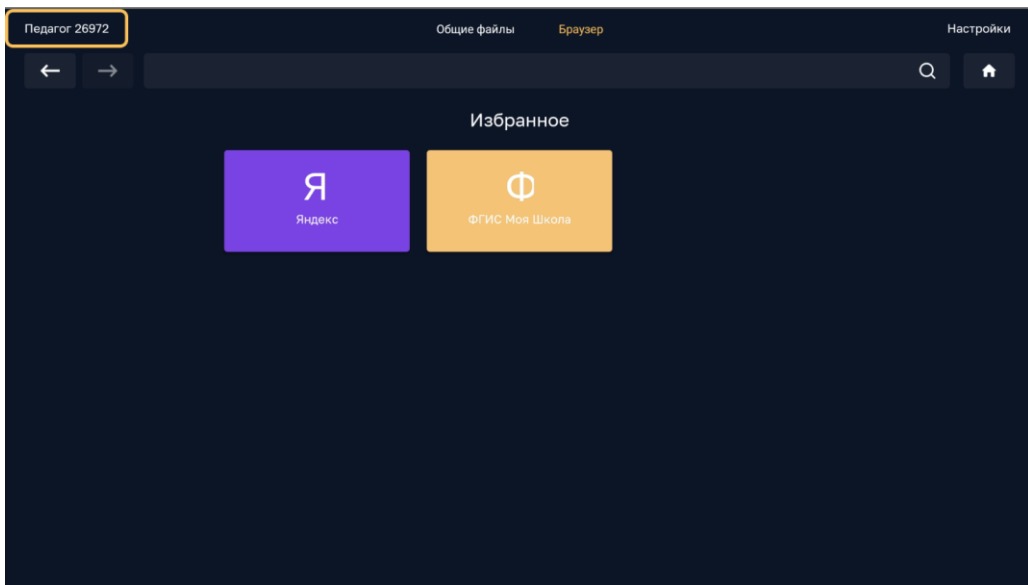 Педагог 26972
Общие файлы
Браузер
Настройки
Избранное
Я
Яндекс
Ф
ФГИС Моя Школа